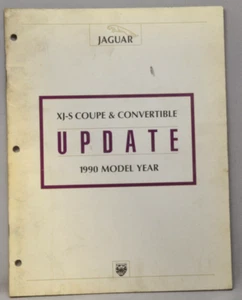 JAGUAR
XJ-S COUPE & CONVERTIBLE
UPDATE
1990 MODEL YEAR